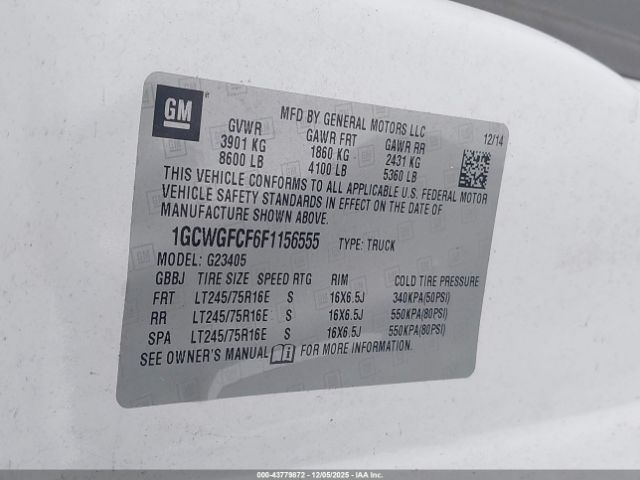 GM
MFD BY GENERAL MOTORS LLC
12/14
GVWR GAWR FRT GAWR RR
3901 KG 1860 KG 2431 KG
8600 LB 4100 LB 5360 LB
THIS VEHICLE CONFORMS TO ALL APPLICABLE U.S. FEDERAL MOTOR
VEHICLE SAFETY STANDARDS IN EFFECT ON THE DATE OF
MANUFACTURE SHOWN ABOVE.
1GCWGFCF6F1156555 TYPE: TRUCK
MODEL: G23405
GBBJ TIRE SIZE SPEED RTG RIM COLD TIRE PRESSURE
FRT LT245/75R16E S 16X6.5J 340KPA(50PSI)
RR LT245/75R16E S 16X6.5J 550KPA(80PSI)
SPA LT245/75R16E S 16X6.5J 550KPA(80PSI)
SEE OWNER'S MANUAL FOR MORE INFORMATION.
000-43779872 12/05/2025 IAA Inc.